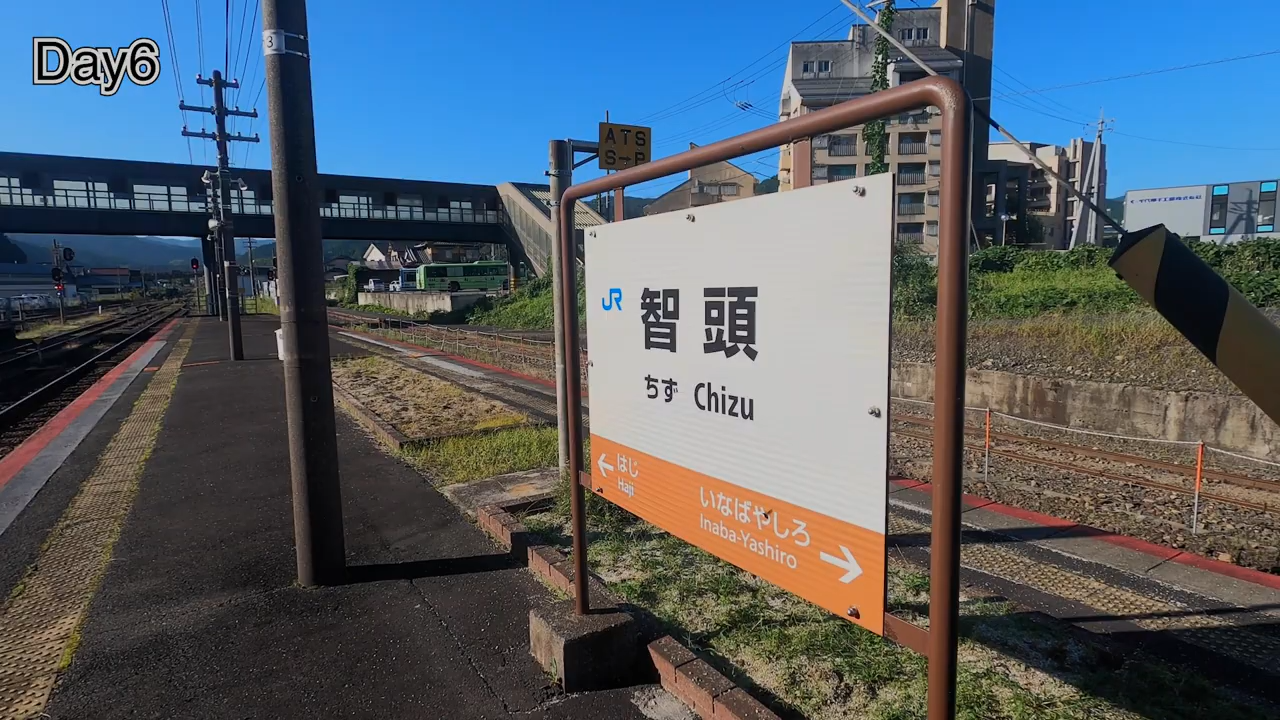 Day6
3
ATS
S→P
JR 智頭
ちず Chizu
← はじ
Haji
いなばやしろ →
Inaba-Yashiro